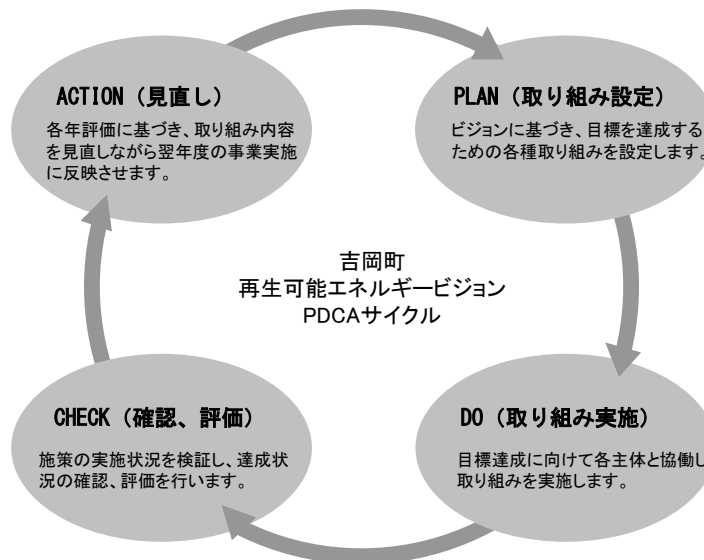 ACTION（見直し）
各年評価に基づき、取り組み内容
を見直しながら翌年度の事業実施
に反映させます。
PLAN（取り組み設定）
ビジョンに基づき、目標を達成する
ための各種取り組みを設定します。
吉岡町
再生可能エネルギービジョン
PDCAサイクル
CHECK（確認、評価）
施策の実施状況を検証し、達成状
況の確認、評価を行います。
DO（取り組み実施）
目標達成に向けて各主体と協働し
取り組みを実施します。